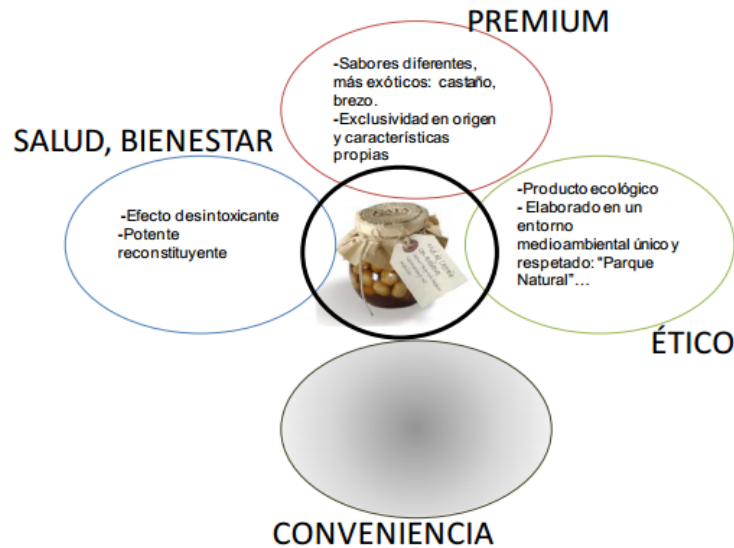 PREMIUM
-Sabores diferentes,
más exóticos: castaño,
brezo.
-Exclusividad en origen
y características
propias
SALUD, BIENESTAR
-Efecto desintoxicante
-Potente
reconstituyente
-Producto ecológico
- Elaborado en un
entorno
medioambiental único y
respetado: “Parque
Natural”...
ÉTICO
CONVENIENCIA